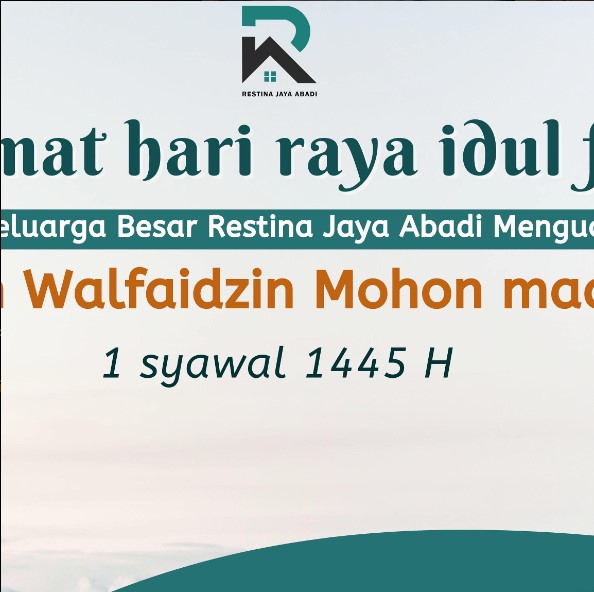 RESTINA JAYA ABADI
mat hari raya idul f
eluarga Besar Restina Jaya Abadi Mengu
Walfaidzin Mohon maa
1 syawal 1445 H